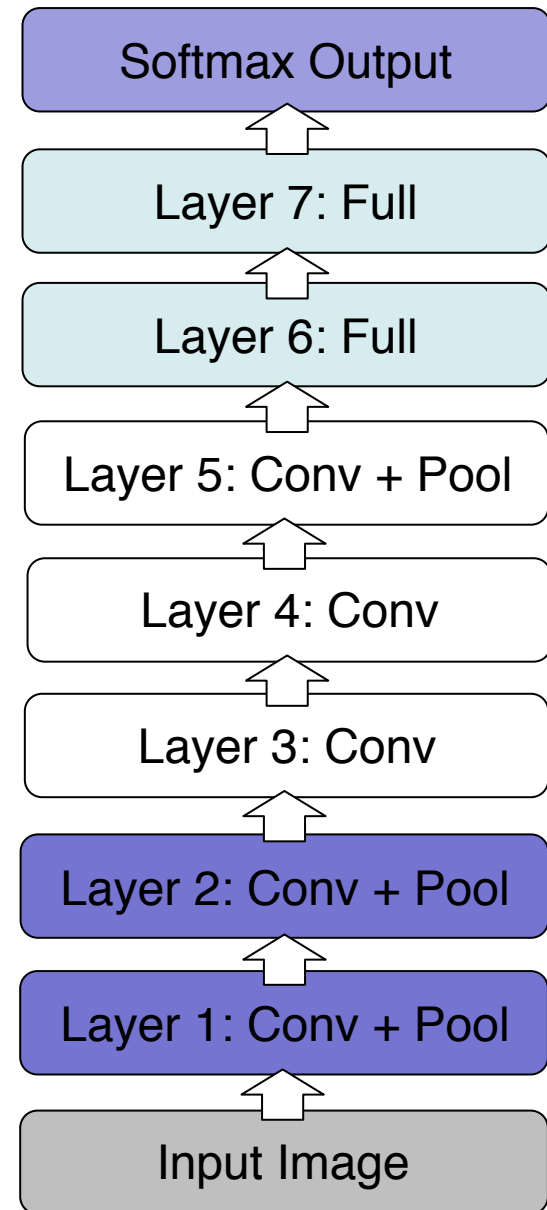 Softmax Output
Layer 7: Full
Layer 6: Full
Layer 5: Conv + Pool
Layer 4: Conv
Layer 3: Conv
Layer 2: Conv + Pool
Layer 1: Conv + Pool
Input Image